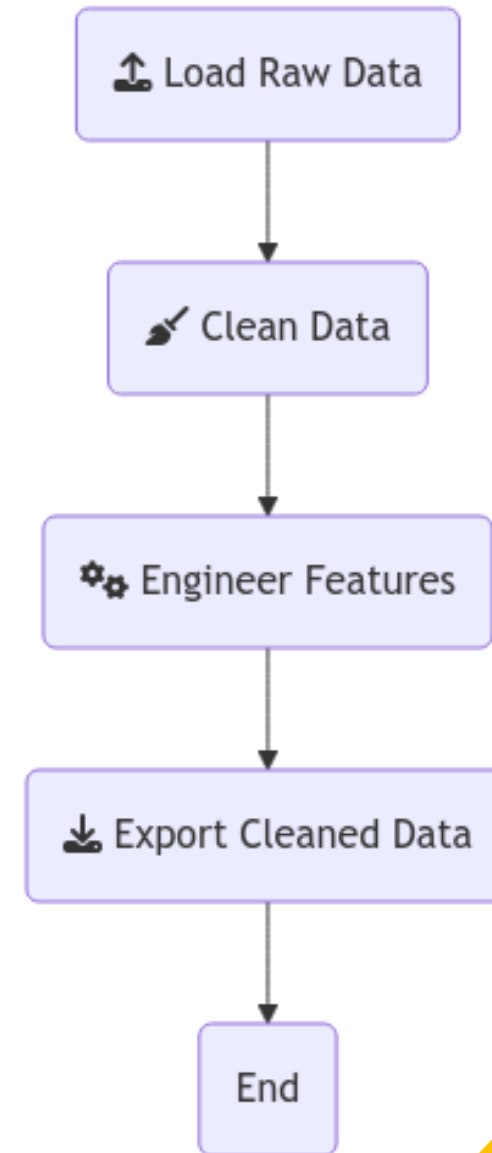 Load Raw Data
Clean Data
Engineer Features
Export Cleaned Data
End